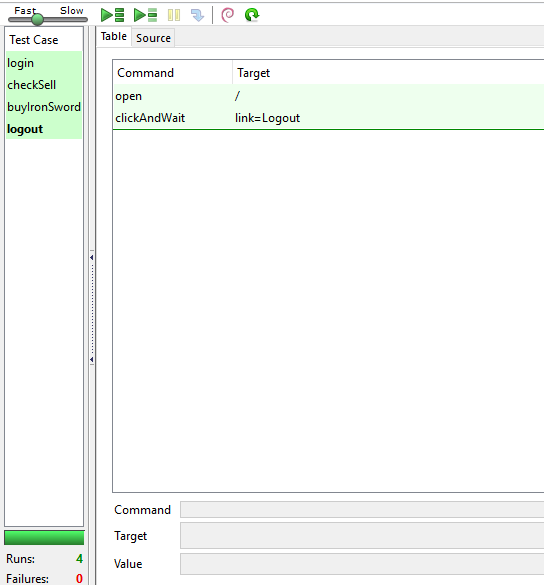 Fast Slow
Test Case
login
checkSell
buyIronSword
logout
Runs: 4
Failures: 0
Table Source
Command Target
open /
clickAndWait link=Logout
Command
Target
Value